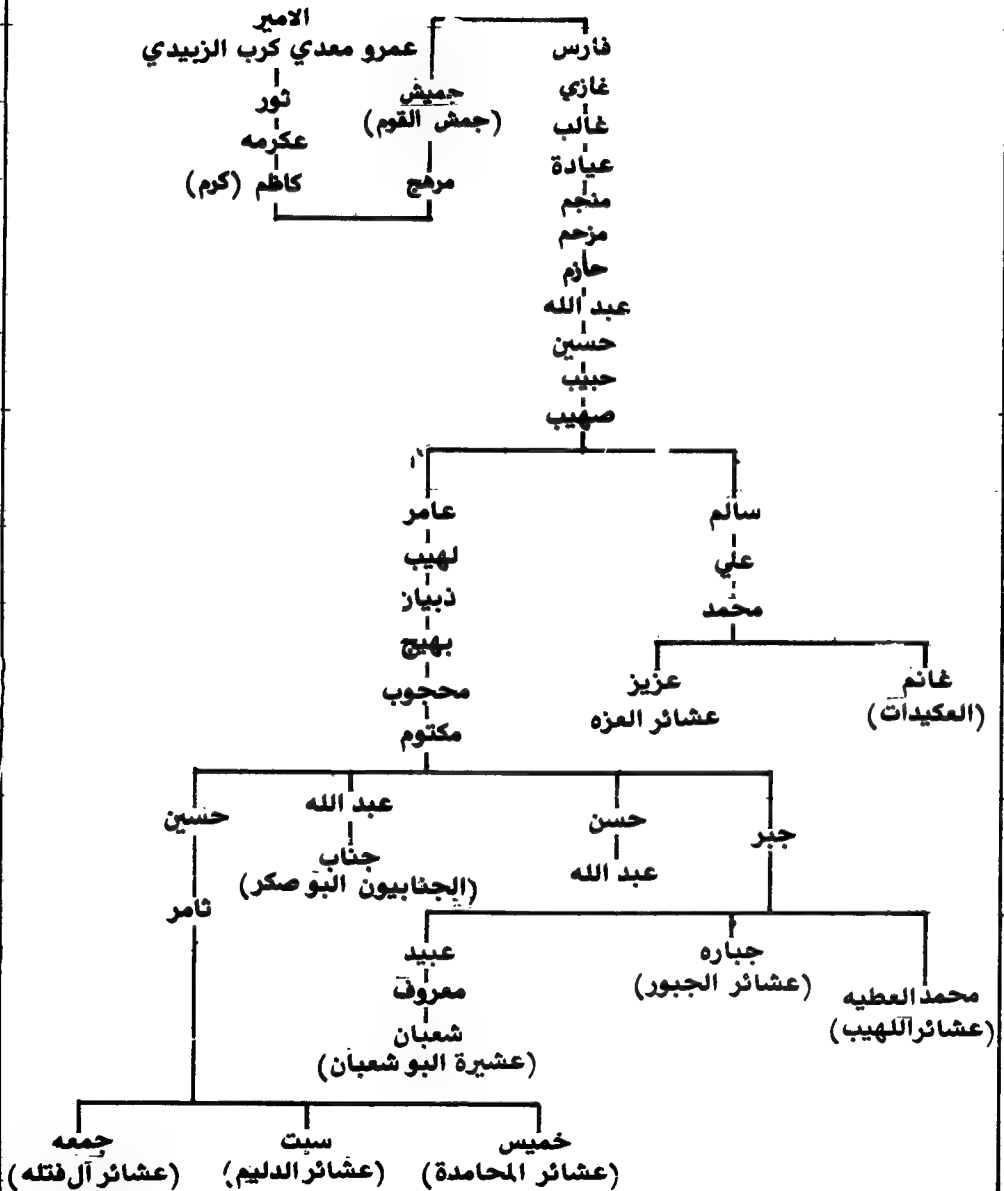 الامير
عمرو معدي كرب الزبيدي
ثور
عكرمه
كاظم (كرم)
مرهج
جميش
(جمش القوم)
فارس
غازي
غالب
عيادة
منجم
مزحم
حازم
عبد الله
حسين
حبيب
صهيب
سالم
علي
محمد
غانم
(العكيدات)
عزيز
عشائر العزه
عامر
لهيب
ذبيان
بهيج
محجوب
مكتوم
جبر
حسن
عبد الله
عبد الله
جناب
(الجنابيون البو صكر)
حسين
ثامر
محمد العطيه
(عشائر اللهيب)
جباره
(عشائر الجبور)
عبيد
معروف
شعبان
(عشيرة البو شعبان)
خميس
(عشائر المحامدة)
سبت
(عشائر الدليم)
جمعه
(عشائر آل فتله)